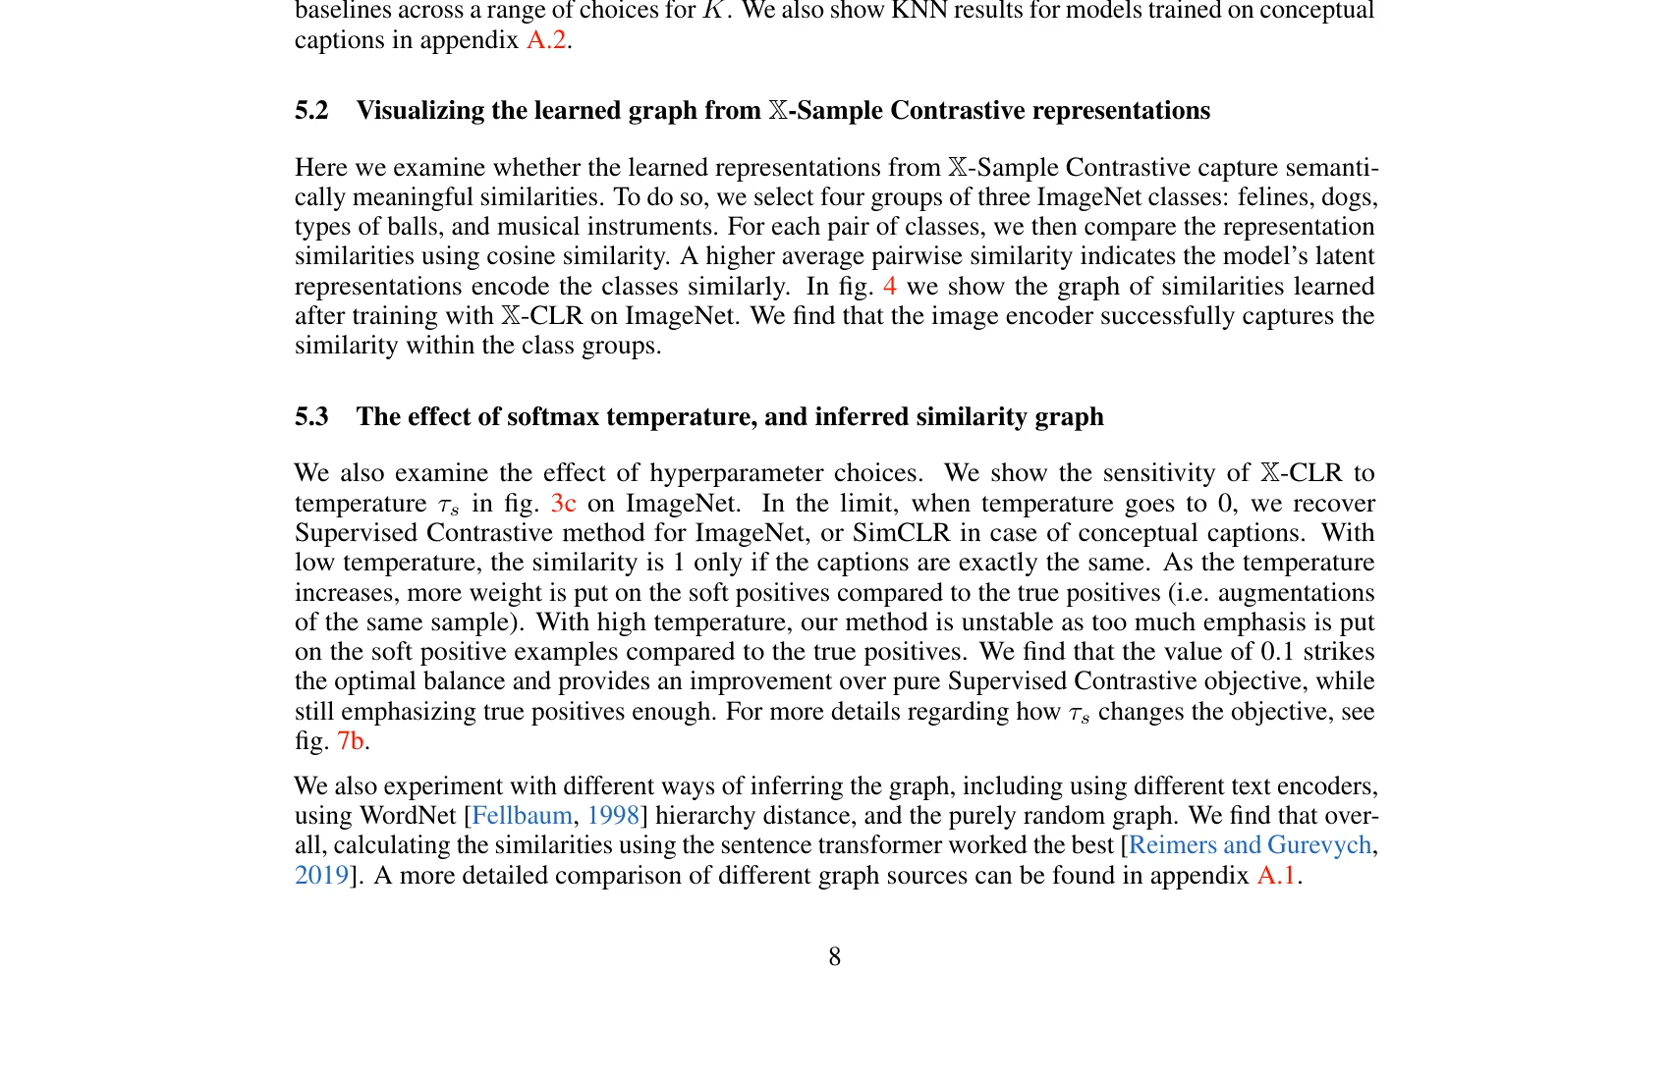 baselines across a range of choices for K. We also show KNN results for models trained on conceptual
captions in appendix A.2.
5.2 Visualizing the learned graph from 𝕏-Sample Contrastive representations
Here we examine whether the learned representations from 𝕏-Sample Contrastive capture semanti-
cally meaningful similarities. To do so, we select four groups of three ImageNet classes: felines, dogs,
types of balls, and musical instruments. For each pair of classes, we then compare the representation
similarities using cosine similarity. A higher average pairwise similarity indicates the model's latent
representations encode the classes similarly. In fig. 4 we show the graph of similarities learned
after training with 𝕏-CLR on ImageNet. We find that the image encoder successfully captures the
similarity within the class groups.
5.3 The effect of softmax temperature, and inferred similarity graph
We also examine the effect of hyperparameter choices. We show the sensitivity of 𝕏-CLR to
temperature τₛ in fig. 3c on ImageNet. In the limit, when temperature goes to 0, we recover
Supervised Contrastive method for ImageNet, or SimCLR in case of conceptual captions. With
low temperature, the similarity is 1 only if the captions are exactly the same. As the temperature
increases, more weight is put on the soft positives compared to the true positives (i.e. augmentations
of the same sample). With high temperature, our method is unstable as too much emphasis is put
on the soft positive examples compared to the true positives. We find that the value of 0.1 strikes
the optimal balance and provides an improvement over pure Supervised Contrastive objective, while
still emphasizing true positives enough. For more details regarding how τₛ changes the objective, see
fig. 7b.
We also experiment with different ways of inferring the graph, including using different text encoders,
using WordNet [Fellbaum, 1998] hierarchy distance, and the purely random graph. We find that over-
all, calculating the similarities using the sentence transformer worked the best [Reimers and Gurevych,
2019]. A more detailed comparison of different graph sources can be found in appendix A.1.
8